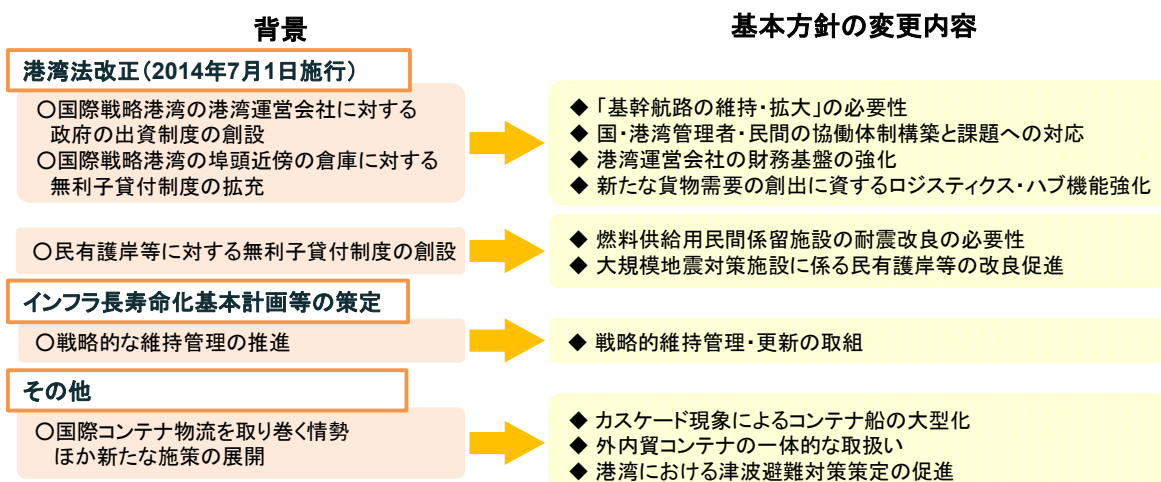 背景
基本方針の変更内容
港湾法改正(2014年7月1日施行)
○国際戦略港湾の港湾運営会社に対する
政府の出資制度の創設
○国際戦略港湾の埠頭近傍の倉庫に対する
無利子貸付制度の拡充
◆「基幹航路の維持・拡大」の必要性
◆ 国・港湾管理者・民間の協働体制構築と課題への対応
◆ 港湾運営会社の財務基盤の強化
◆ 新たな貨物需要の創出に資するロジスティクス・ハブ機能強化
○民有護岸等に対する無利子貸付制度の創設
◆ 燃料供給用民間係留施設の耐震改良の必要性
◆ 大規模地震対策施設に係る民有護岸等の改良促進
インフラ長寿命化基本計画等の策定
○戦略的な維持管理の推進
◆ 戦略的維持管理・更新の取組
その他
○国際コンテナ物流を取り巻く情勢
ほか新たな施策の展開
◆ カスケード現象によるコンテナ船の大型化
◆ 外内貿コンテナの一体的な取扱い
◆ 港湾における津波避難対策策定の促進